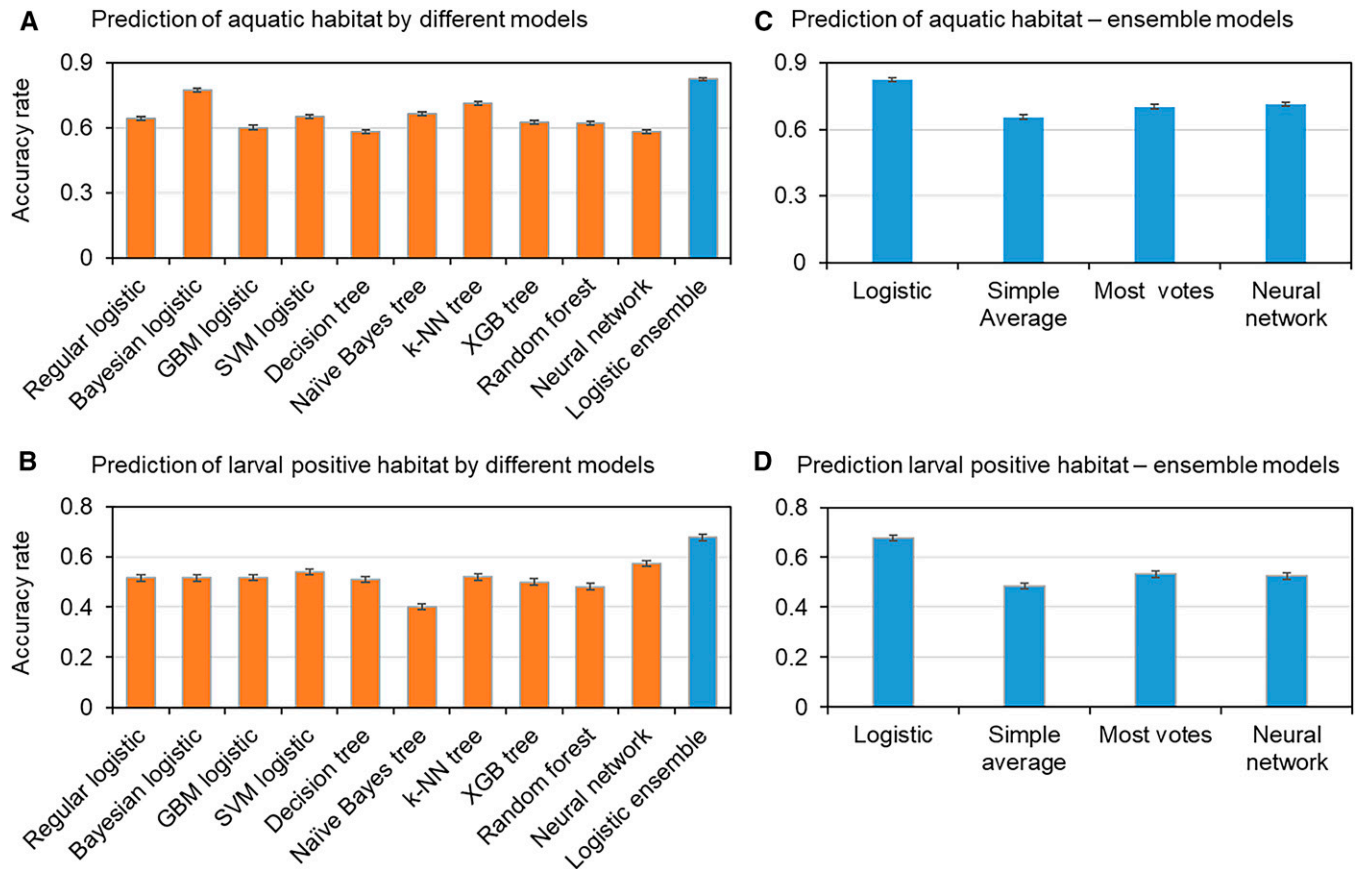 A Prediction of aquatic habitat by different models
Accuracy rate
0.9
0.6
0.3
0
Regular logistic
Bayesian logistic
GBM logistic
SVM logistic
Decision tree
Naïve Bayes tree
k-NN tree
XGB tree
Random forest
Neural network
Logistic ensemble
C Prediction of aquatic habitat – ensemble models
0.9
0.6
0.3
0
Logistic
Simple
Average
Most votes
Neural
network
B Prediction of larval positive habitat by different models
Accuracy rate
0.8
0.6
0.4
0.2
0
Regular logistic
Bayesian logistic
GBM logistic
SVM logistic
Decision tree
Naïve Bayes tree
k-NN tree
XGB tree
Random forest
Neural network
Logistic ensemble
D Prediction larval positive habitat – ensemble models
0.8
0.6
0.4
0.2
0
Logistic
Simple
average
Most votes
Neural
network